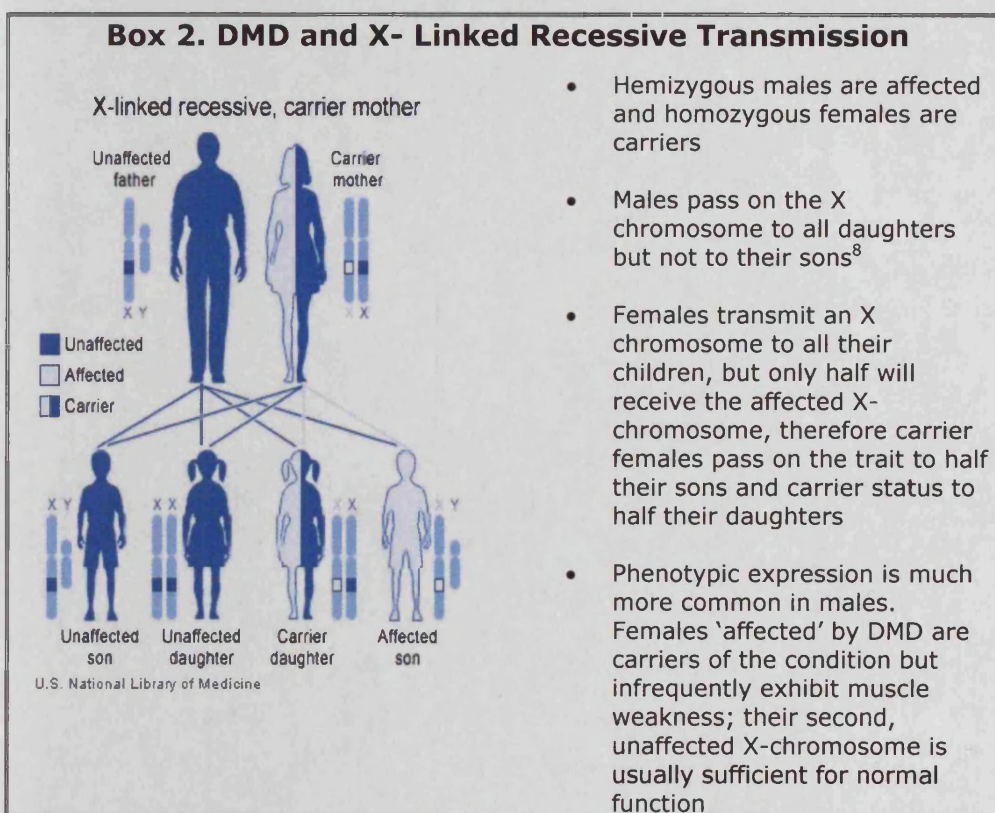 Box 2. DMD and X- Linked Recessive Transmission
X-linked recessive, carrier mother
Unaffected
father
Carrier
mother
X Y
X X
Unaffected
Affected
Carrier
X Y
X X
X X
X Y
Unaffected
son
Unaffected
daughter
Carrier
daughter
Affected
son
U.S. National Library of Medicine
• Hemizygous males are affected
and homozygous females are
carriers
• Males pass on the X
chromosome to all daughters
but not to their sons⁸
• Females transmit an X
chromosome to all their
children, but only half will
receive the affected X-
chromosome, therefore carrier
females pass on the trait to half
their sons and carrier status to
half their daughters
• Phenotypic expression is much
more common in males.
Females ‘affected’ by DMD are
carriers of the condition but
infrequently exhibit muscle
weakness; their second,
unaffected X-chromosome is
usually sufficient for normal
function